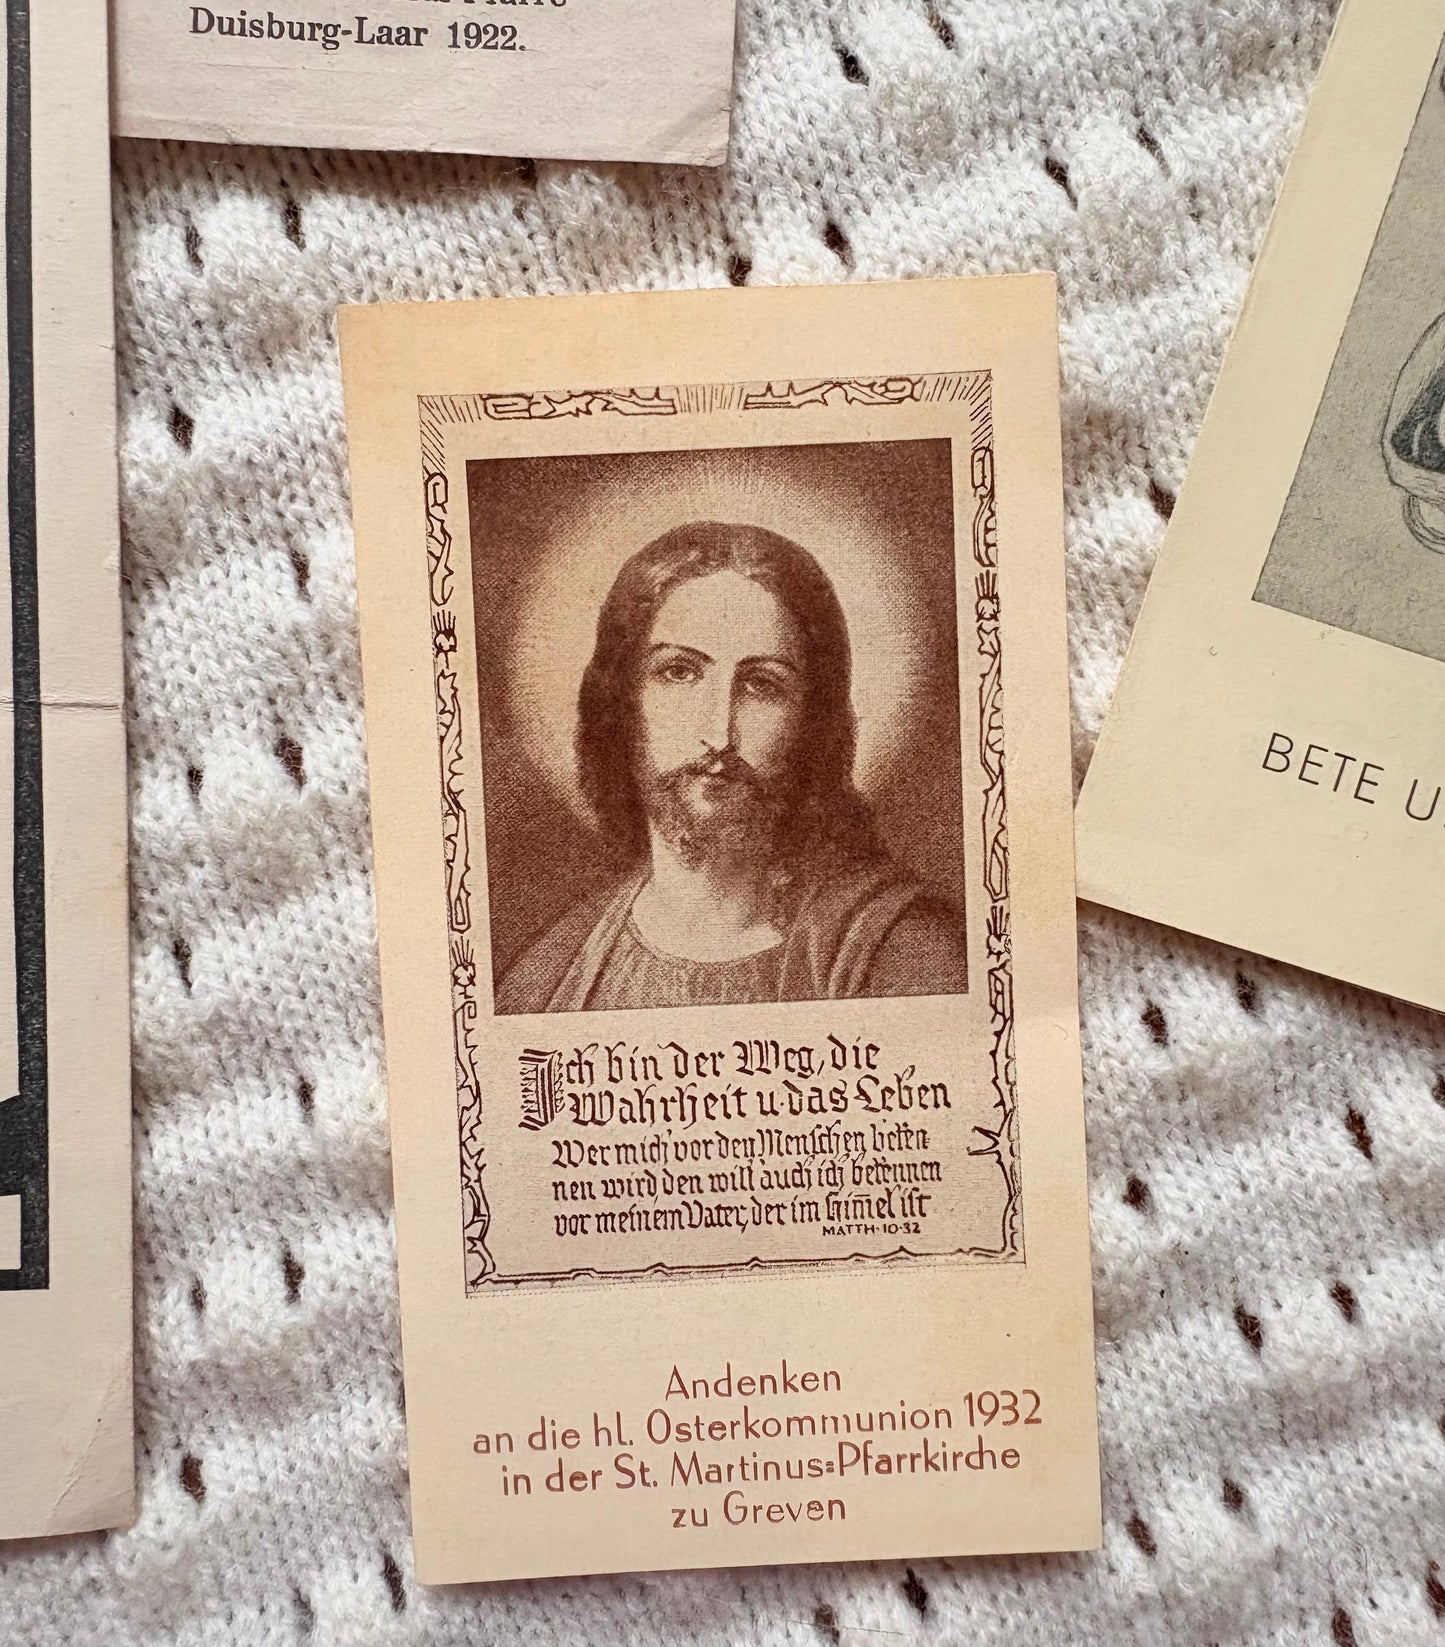 Duisburg-Laar 1922.
Ich bin der Weg, die
Wahrheit u. das Leben
Wer mich vor den Menschen beken-
nen wird, den will auch ich bekennen
vor meinem Vater, der im Him̅el ist
MATTH·10·32
Andenken
an die hl. Osterkommunion 1932
in der St. Martinus=Pfarrkirche
zu Greven
BETE U